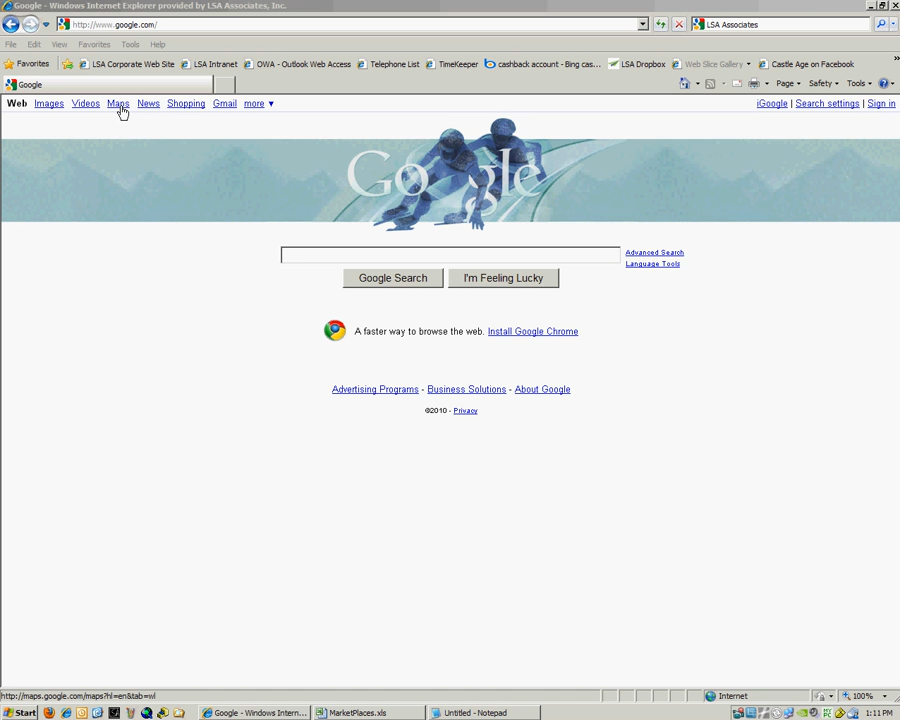 Google - Windows Internet Explorer provided by LSA Associates, Inc.
http://www.google.com/
LSA Associates
File Edit View Favorites Tools Help
Favorites LSA Corporate Web Site LSA Intranet OWA - Outlook Web Access Telephone List TimeKeeper cashback account - Bing cas... LSA Dropbox Web Slice Gallery Castle Age on Facebook »
Google
Page Safety Tools
Web Images Videos Maps News Shopping Gmail more ▼ iGoogle | Search settings | Sign in
Google
Advanced Search
Language Tools
Google Search I'm Feeling Lucky
A faster way to browse the web. Install Google Chrome
Advertising Programs - Business Solutions - About Google
©2010 - Privacy
http://maps.google.com/maps?hl=en&tab=wl Internet 100%
Start Google - Windows Intern... MarketPlaces.xls Untitled - Notepad 1:11 PM